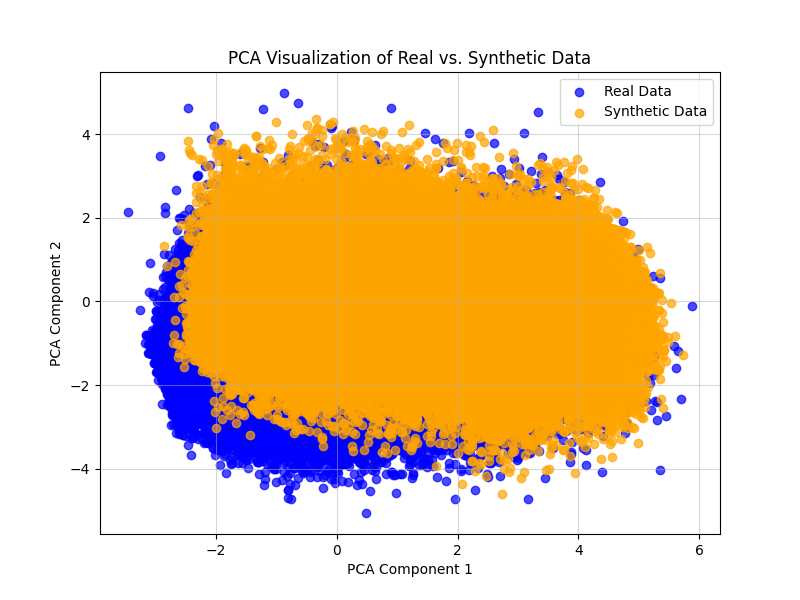 PCA Visualization of Real vs. Synthetic Data
Real Data
Synthetic Data
4
2
0
−2
−4
PCA Component 2
−2
0
2
4
6
PCA Component 1